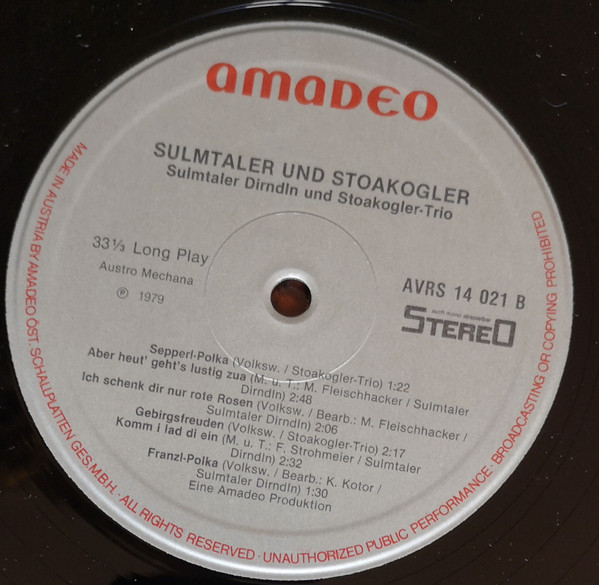 amaDEO
SULMTALER UND STOAKOGLER
Sulmtaler Dirndln und Stoakogler-Trio
33⅓ Long Play
Austro Mechana
℗ 1979
AVRS 14 021 B
auch mono abspielbar
STEREO
Sepperl-Polka (Volksw. / Stoakogler-Trio) 1:22
Aber heut' geht's lustig zua (M. u. T.: M. Fleischhacker / Sulmtaler
Dirndln) 2:48
Ich schenk dir nur rote Rosen (Volksw. / Bearb.: M. Fleischhacker /
Sulmtaler Dirndln) 2:06
Gebirgsfreuden (Volksw. / Stoakogler-Trio) 2:17
Komm i lad di ein (M. u. T.: F. Strohmeier / Sulmtaler
Dirndln) 2:32
Franzl-Polka (Volksw. / Bearb.: K. Kotor /
Sulmtaler Dirndln) 1:30
Eine Amadeo Produktion
MADE IN AUSTRIA BY AMADEO ÖST. SCHALLPLATTEN GES.M.B.H. · ALL RIGHTS RESERVED · UNAUTHORIZED PUBLIC PERFORMANCE · BROADCASTING OR COPYING PROHIBITED